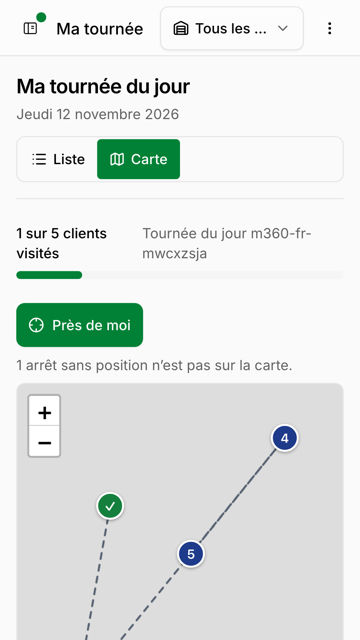 Ma tournée
Tous les ...
Ma tournée du jour
Jeudi 12 novembre 2026
Liste
Carte
1 sur 5 clients
visités
Tournée du jour m360-fr-
mwcxzsja
Près de moi
1 arrêt sans position n’est pas sur la carte.
+
−
4
5